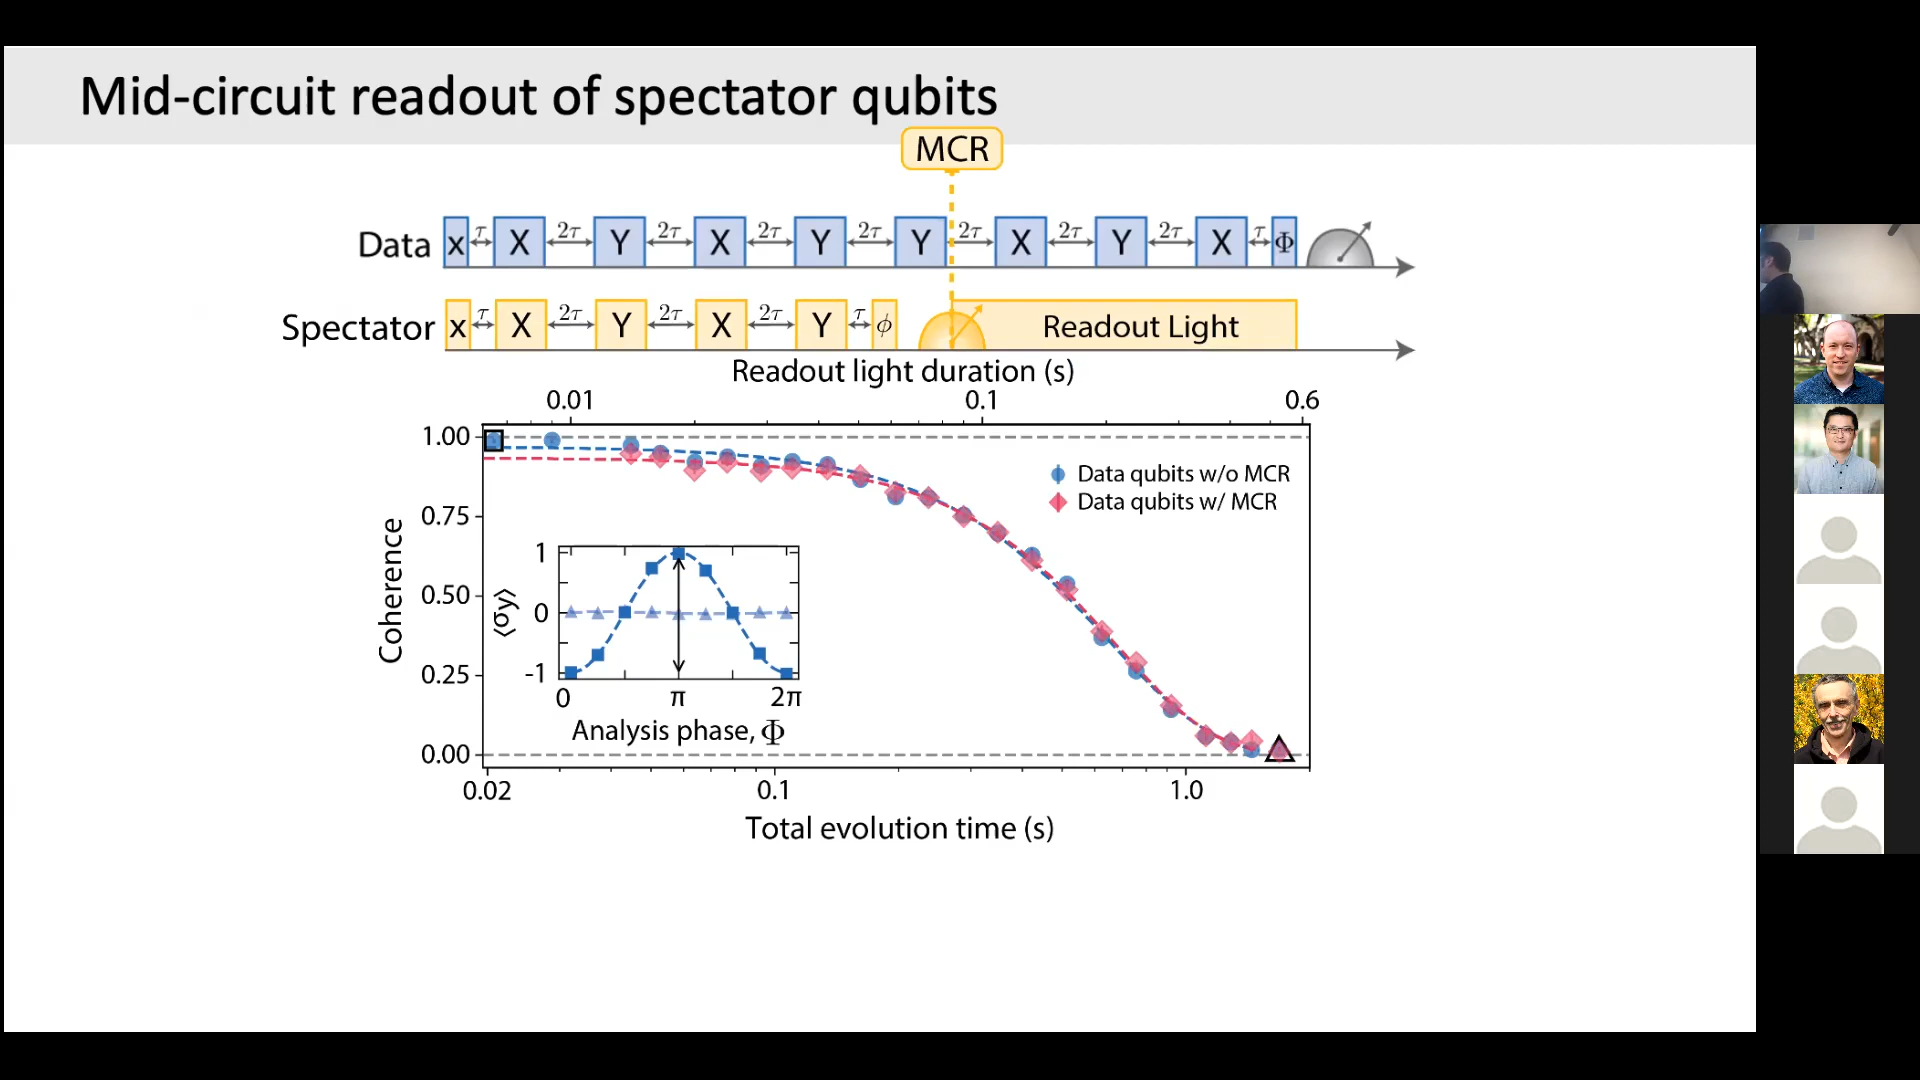 Mid-circuit readout of spectator qubits
MCR
Data x τ X 2τ Y 2τ X 2τ Y 2τ Y 2τ X 2τ Y 2τ X τ Φ
Spectator x τ X 2τ Y 2τ X 2τ Y τ ϕ Readout Light
Readout light duration (s)
0.01 0.1 0.6
1.00
0.75
0.50
0.25
0.00
Coherence
Data qubits w/o MCR
Data qubits w/ MCR
1
0
-1
⟨σy⟩
0 π 2π
Analysis phase, Φ
0.02 0.1 1.0
Total evolution time (s)